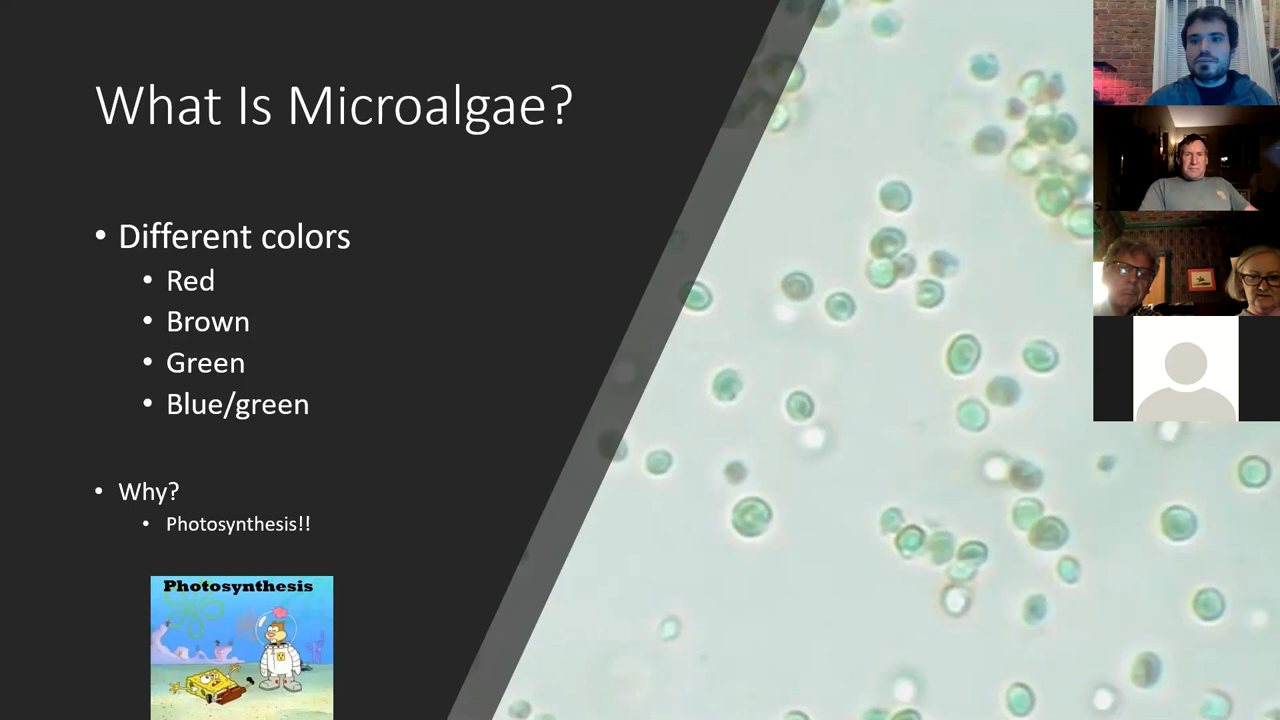 What Is Microalgae?
• Different colors
• Red
• Brown
• Green
• Blue/green
• Why?
• Photosynthesis!!
Photosynthesis